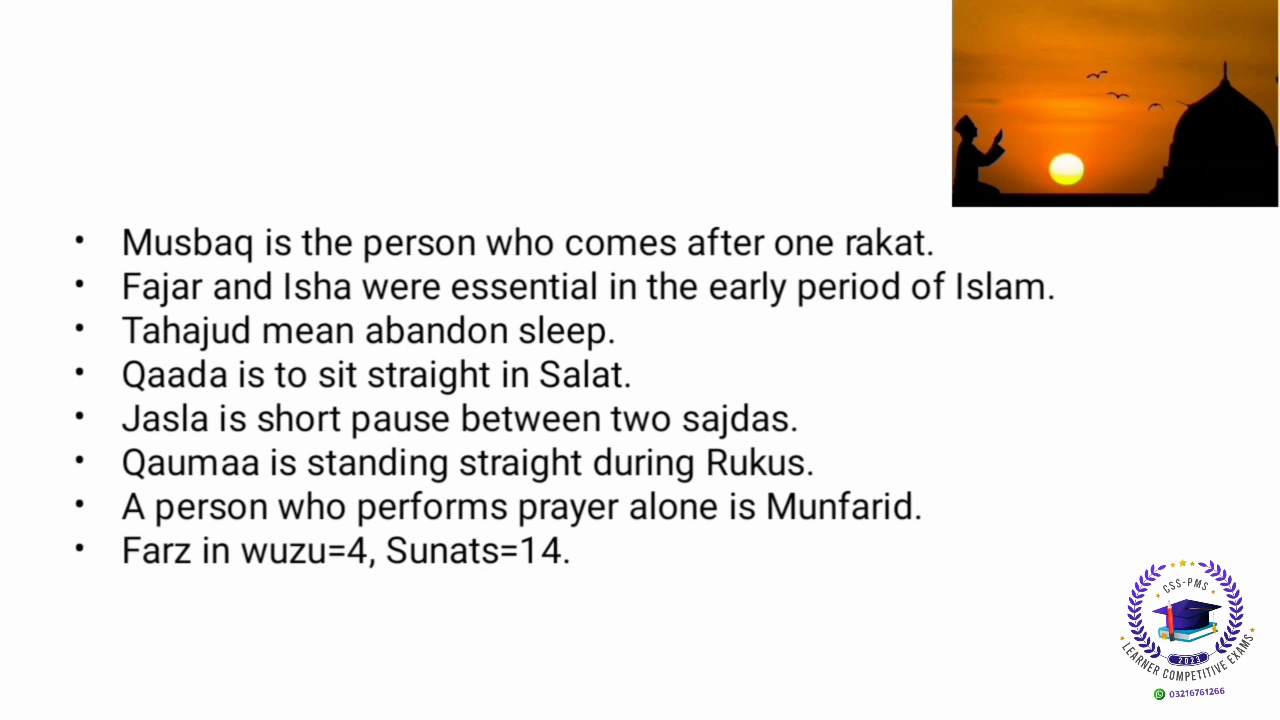 • Musbaq is the person who comes after one rakat.
• Fajar and Isha were essential in the early period of Islam.
• Tahajud mean abandon sleep.
• Qaada is to sit straight in Salat.
• Jasla is short pause between two sajdas.
• Qaumaa is standing straight during Rukus.
• A person who performs prayer alone is Munfarid.
• Farz in wuzu=4, Sunats=14.
CSS-PMS
2023
LEARNER COMPETITIVE EXAMS
03216761266